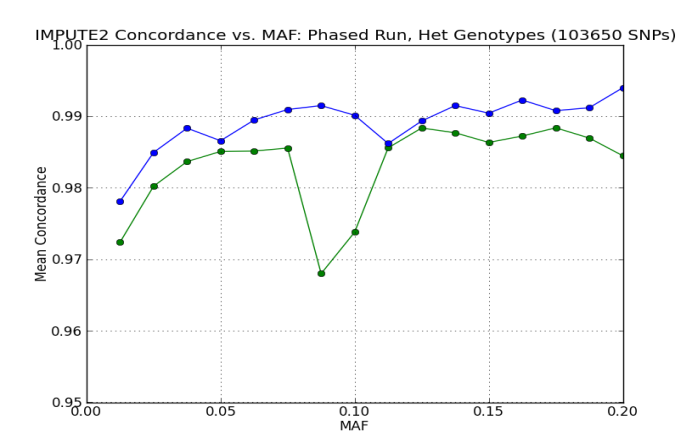 IMPUTE2 Concordance vs. MAF: Phased Run, Het Genotypes (103650 SNPs)
1.00
0.99
0.98
0.97
0.96
0.95
Mean Concordance
0.00 0.05 0.10 0.15 0.20
MAF